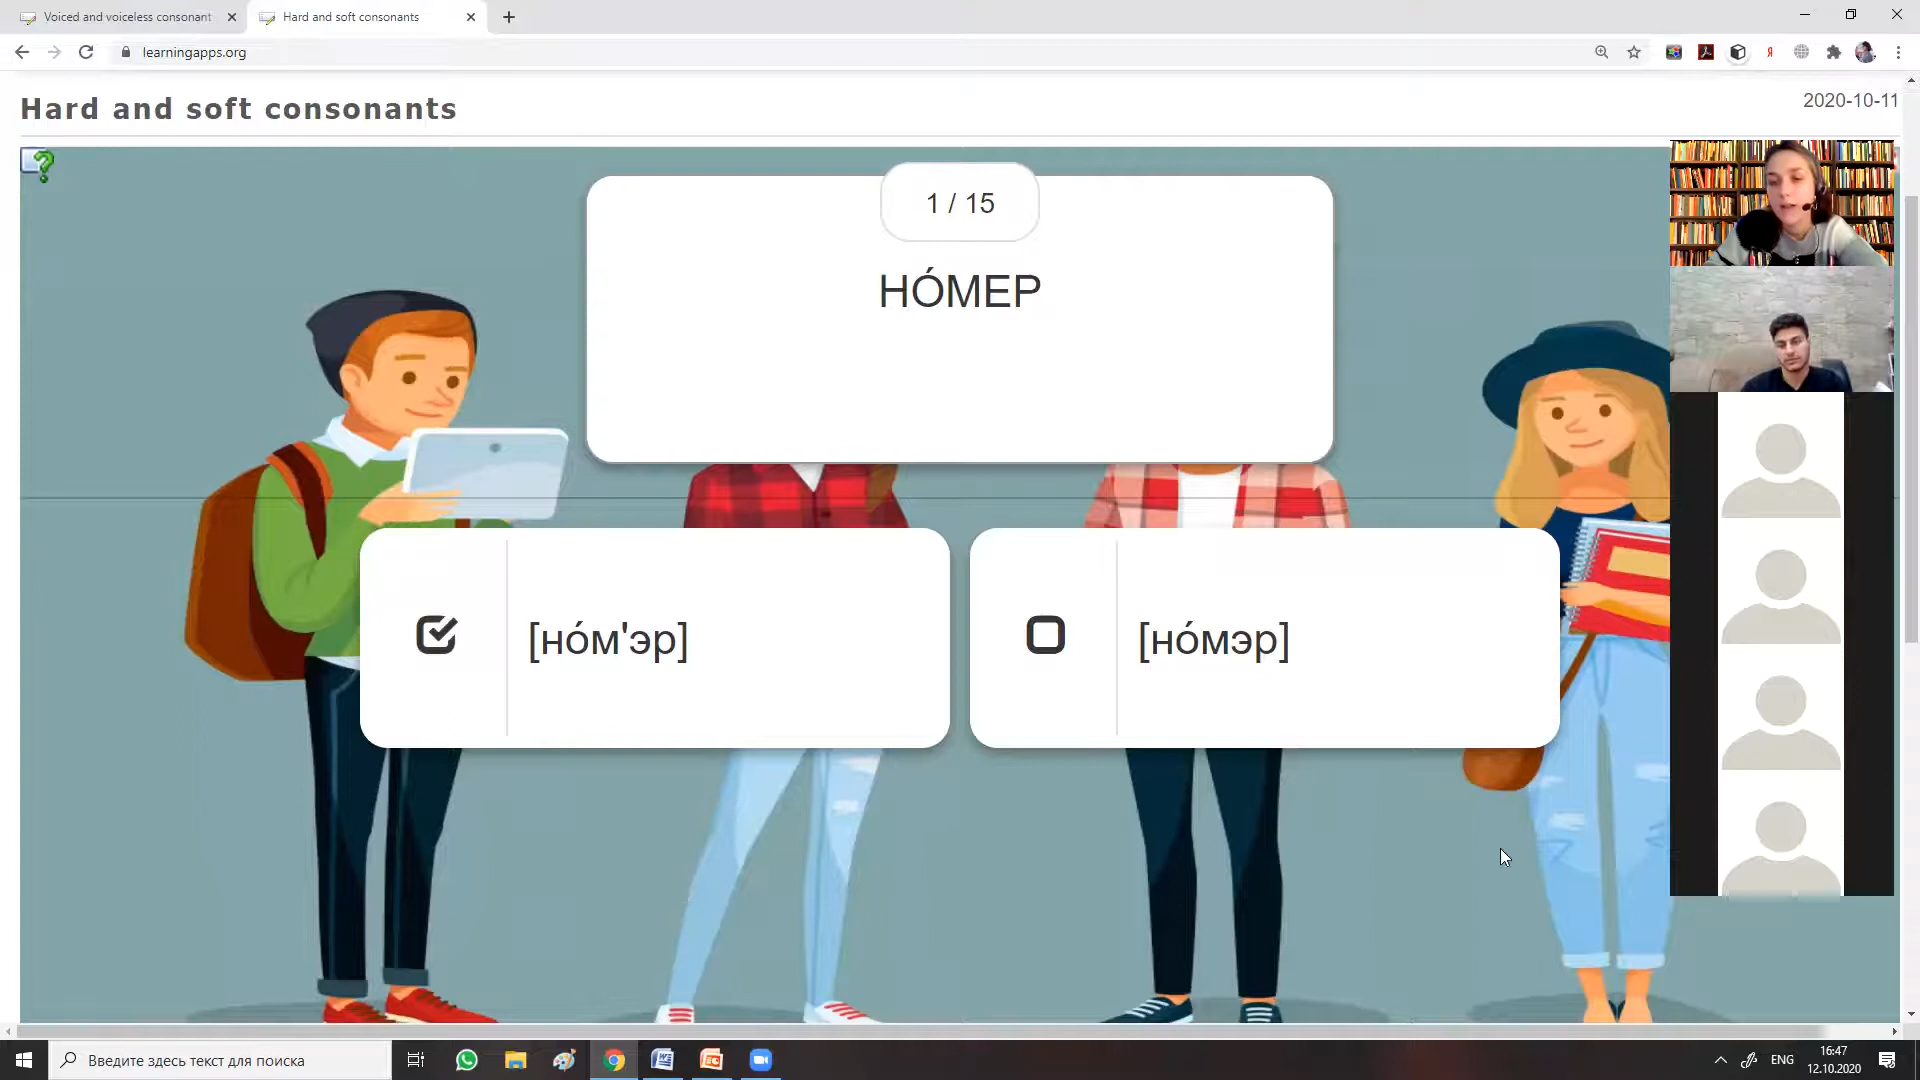 Voiced and voiceless consonant
Hard and soft consonants
learningapps.org
Я
Hard and soft consonants
2020-10-11
1 / 15
НО́МЕР
[но́м'эр]
[но́мэр]
Введите здесь текст для поиска
ENG
16:47
12.10.2020